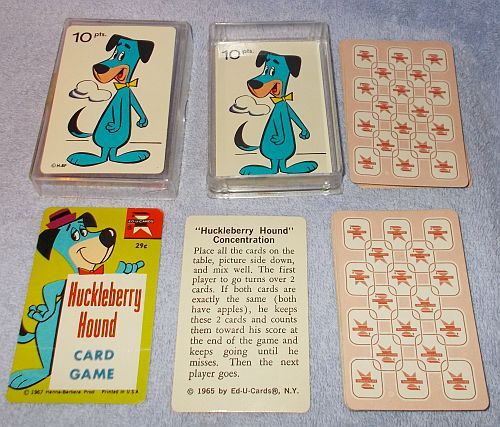 10 pts.
© H-BP
10 pts.
ED-U-CARDS
29¢
Huckleberry
Hound
CARD
GAME
© 1967 Hanna-Barbera Prod Printed in U.S.A
"Huckleberry Hound"
Concentration
Place all the cards on the
table, picture side down,
and mix well. The first
player to go turns over 2
cards. If both cards are
exactly the same (both
have apples), he keeps
these 2 cards and counts
them toward his score at
the end of the game and
keeps going until he
misses. Then the next
player goes.
© 1965 by Ed-U-Cards®, N.Y.